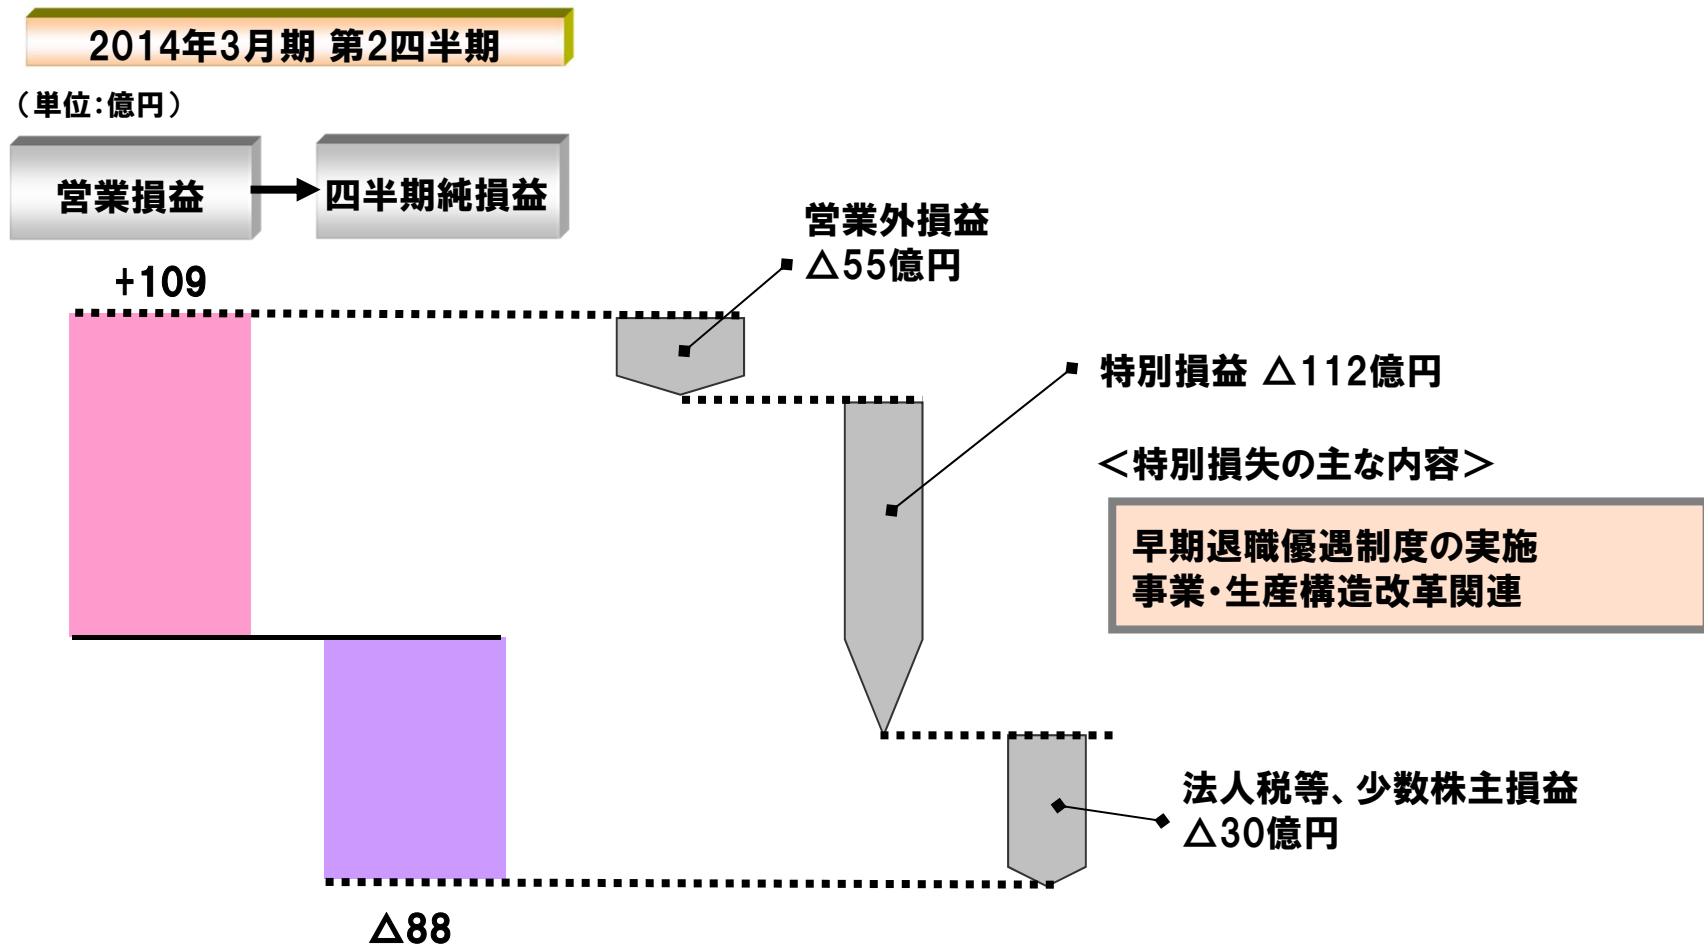 2014年3月期 第2四半期
（単位:億円）
営業損益
四半期純損益
+109
営業外損益
△55億円
特別損益 △112億円
＜特別損失の主な内容＞
早期退職優遇制度の実施
事業・生産構造改革関連
法人税等、少数株主損益
△30億円
△88